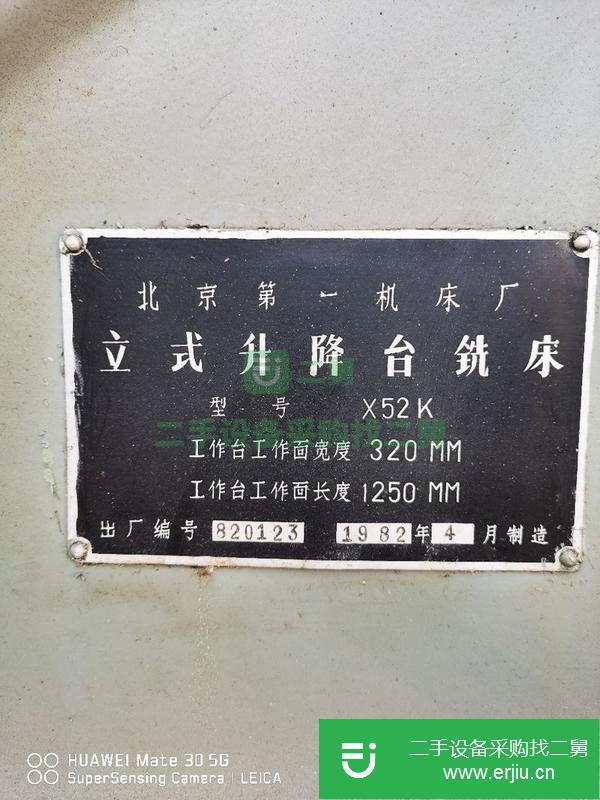 北京第一机床厂
立式升降台铣床
二舅
型号 X52K
二手设备采购找二舅
工作台工作面宽度 320 MM
工作台工作面长度 1250 MM
出厂编号 820123 1982年4月制造
HUAWEI Mate 30 5G
SuperSensing Camera | LEICA
二手设备采购找二舅
www.erjiu.cn